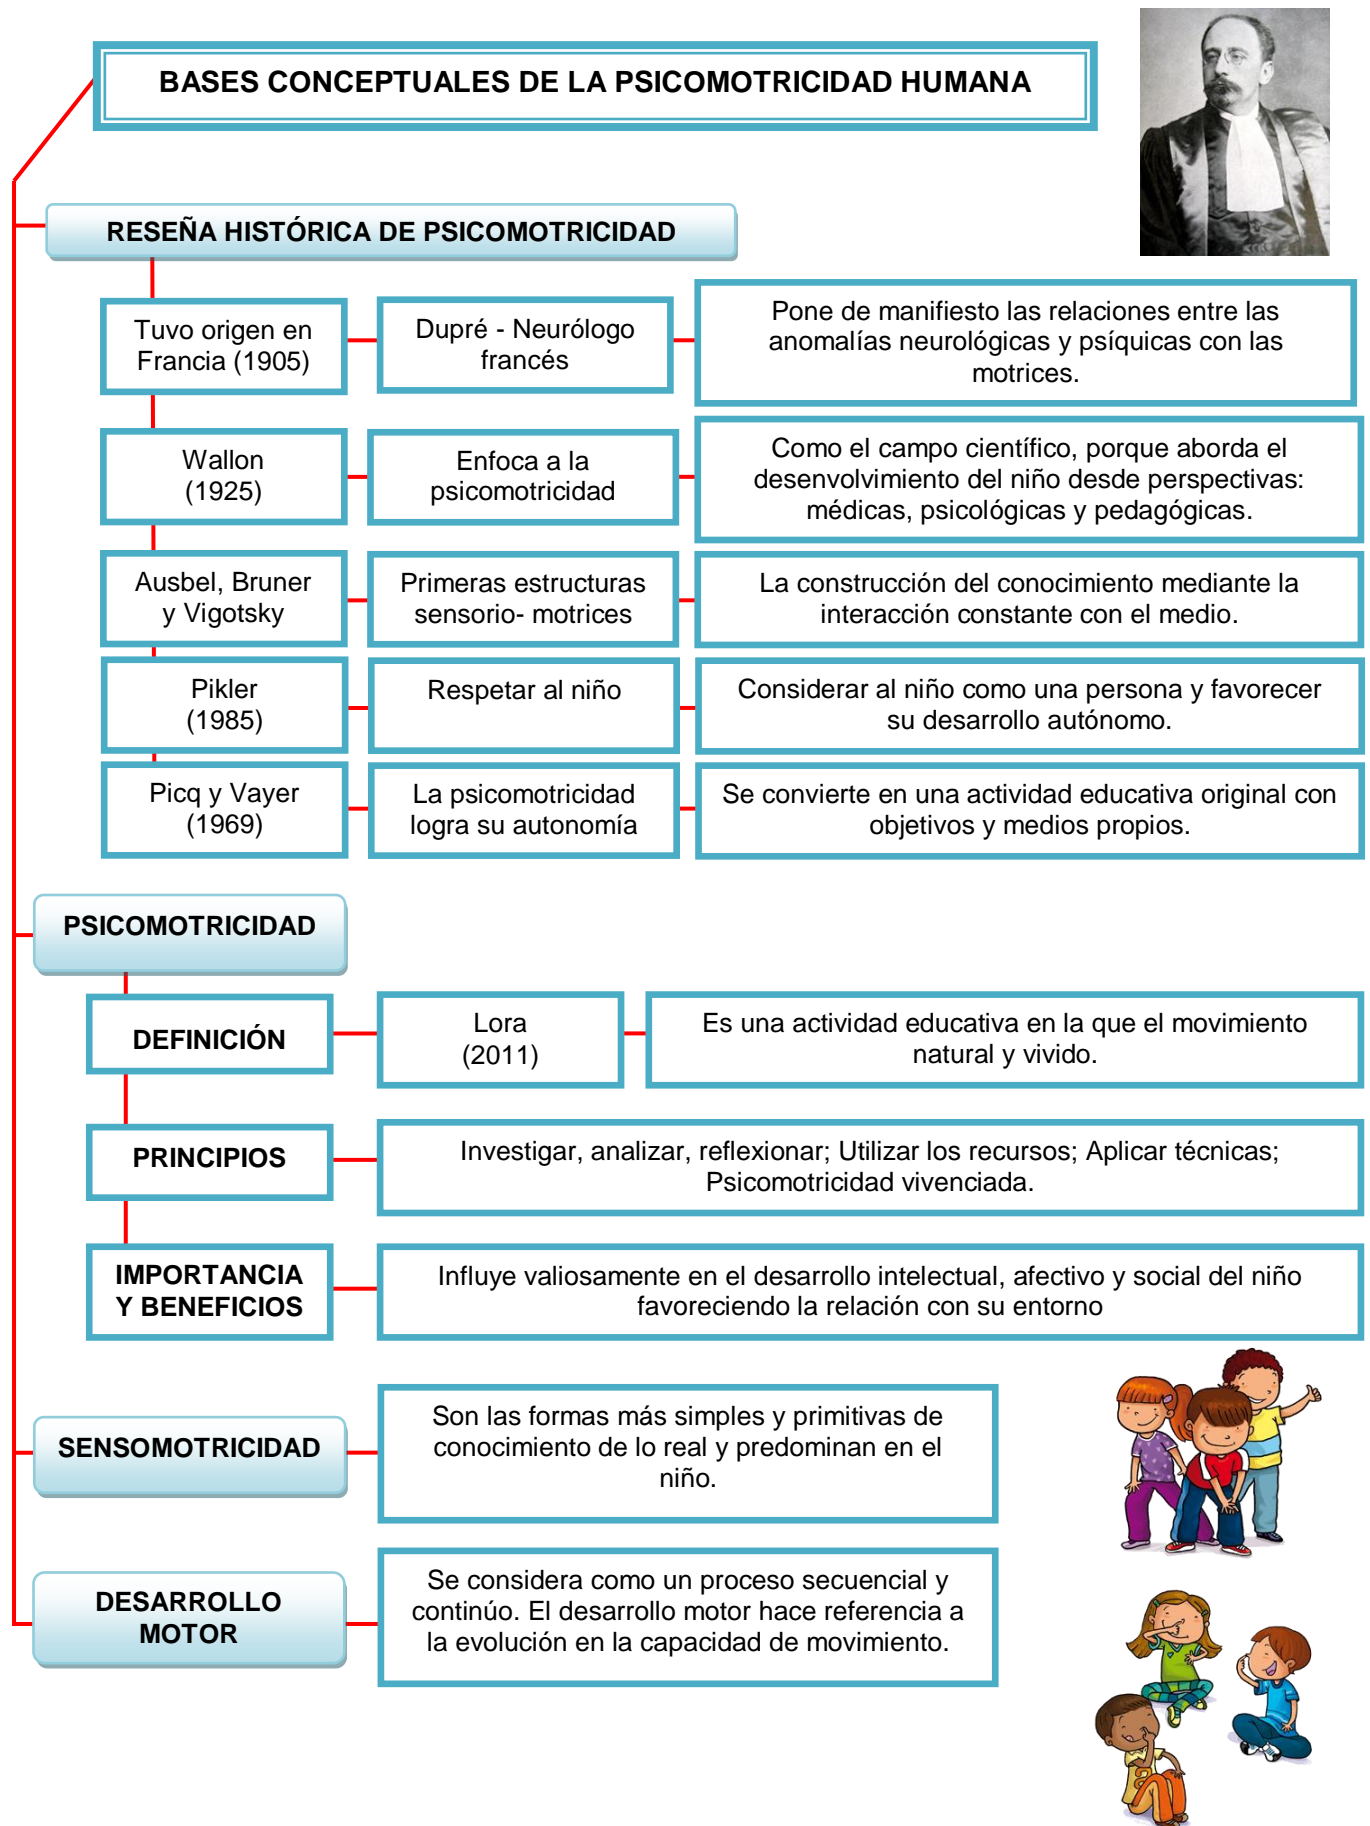 BASES CONCEPTUALES DE LA PSICOMOTRICIDAD HUMANA
RESEÑA HISTÓRICA DE PSICOMOTRICIDAD
Tuvo origen en
Francia (1905)
Dupré - Neurólogo
francés
Pone de manifiesto las relaciones entre las
anomalías neurológicas y psíquicas con las
motrices.
Wallon
(1925)
Enfoca a la
psicomotricidad
Como el campo científico, porque aborda el
desenvolvimiento del niño desde perspectivas:
médicas, psicológicas y pedagógicas.
Ausbel, Bruner
y Vigotsky
Primeras estructuras
sensorio- motrices
La construcción del conocimiento mediante la
interacción constante con el medio.
Pikler
(1985)
Respetar al niño
Considerar al niño como una persona y favorecer
su desarrollo autónomo.
Picq y Vayer
(1969)
La psicomotricidad
logra su autonomía
Se convierte en una actividad educativa original con
objetivos y medios propios.
PSICOMOTRICIDAD
DEFINICIÓN
Lora
(2011)
Es una actividad educativa en la que el movimiento
natural y vivido.
PRINCIPIOS
Investigar, analizar, reflexionar; Utilizar los recursos; Aplicar técnicas;
Psicomotricidad vivenciada.
IMPORTANCIA
Y BENEFICIOS
Influye valiosamente en el desarrollo intelectual, afectivo y social del niño
favoreciendo la relación con su entorno
SENSOMOTRICIDAD
Son las formas más simples y primitivas de
conocimiento de lo real y predominan en el
niño.
DESARROLLO
MOTOR
Se considera como un proceso secuencial y
continúo. El desarrollo motor hace referencia a
la evolución en la capacidad de movimiento.
a